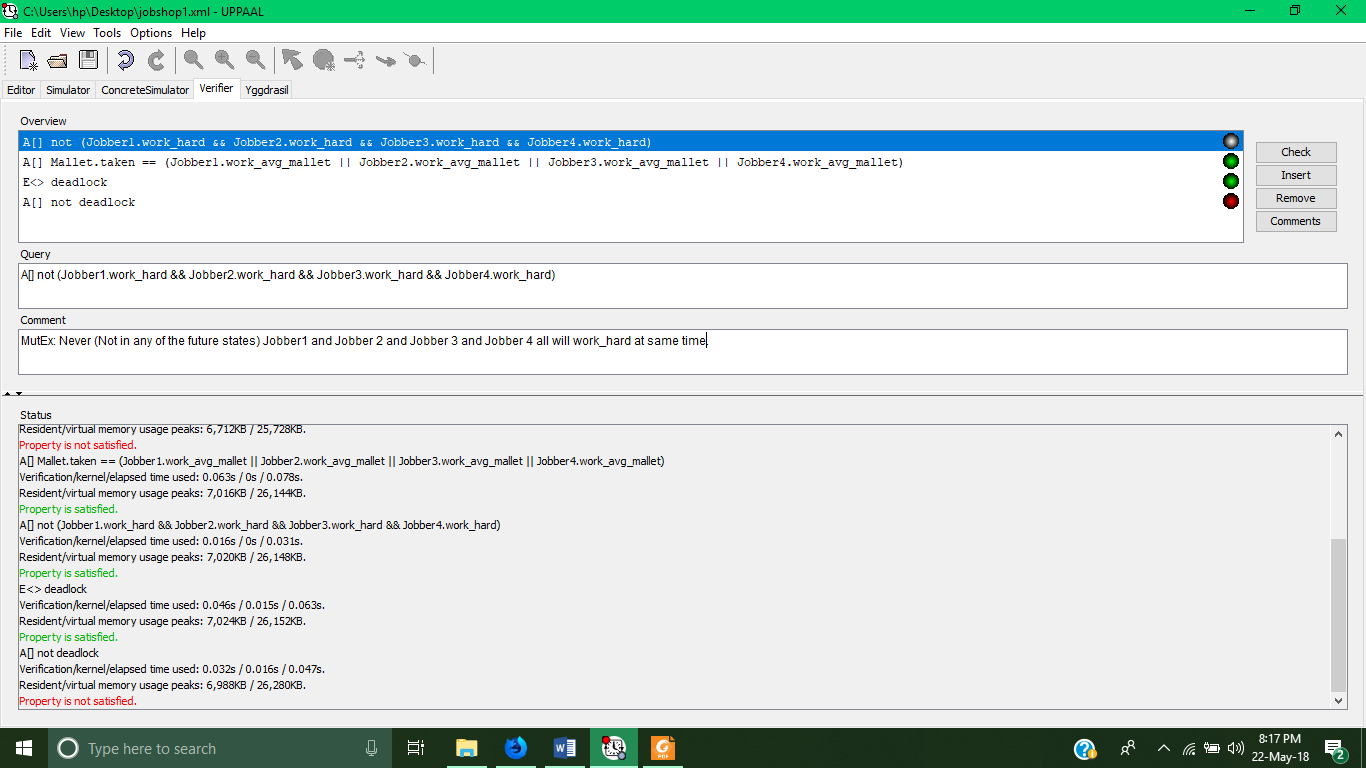 C:\Users\hp\Desktop\jobshop1.xml - UPPAAL
File Edit View Tools Options Help
Editor Simulator ConcreteSimulator Verifier Yggdrasil
Overview
A[] not (Jobber1.work_hard && Jobber2.work_hard && Jobber3.work_hard && Jobber4.work_hard)
A[] Mallet.taken == (Jobber1.work_avg_mallet || Jobber2.work_avg_mallet || Jobber3.work_avg_mallet || Jobber4.work_avg_mallet)
E<> deadlock
A[] not deadlock
Check
Insert
Remove
Comments
Query
A[] not (Jobber1.work_hard && Jobber2.work_hard && Jobber3.work_hard && Jobber4.work_hard)
Comment
MutEx: Never (Not in any of the future states) Jobber1 and Jobber 2 and Jobber 3 and Jobber 4 all will work_hard at same time
Status
Resident/virtual memory usage peaks: 6,712KB / 25,728KB.
Property is not satisfied.
A[] Mallet.taken == (Jobber1.work_avg_mallet || Jobber2.work_avg_mallet || Jobber3.work_avg_mallet || Jobber4.work_avg_mallet)
Verification/kernel/elapsed time used: 0.063s / 0s / 0.078s.
Resident/virtual memory usage peaks: 7,016KB / 26,144KB.
Property is satisfied.
A[] not (Jobber1.work_hard && Jobber2.work_hard && Jobber3.work_hard && Jobber4.work_hard)
Verification/kernel/elapsed time used: 0.016s / 0s / 0.031s.
Resident/virtual memory usage peaks: 7,020KB / 26,148KB.
Property is satisfied.
E<> deadlock
Verification/kernel/elapsed time used: 0.046s / 0.015s / 0.063s.
Resident/virtual memory usage peaks: 7,024KB / 26,152KB.
Property is satisfied.
A[] not deadlock
Verification/kernel/elapsed time used: 0.032s / 0.016s / 0.047s.
Resident/virtual memory usage peaks: 6,988KB / 26,280KB.
Property is not satisfied.
Type here to search
PDF
8:17 PM
22-May-18
2